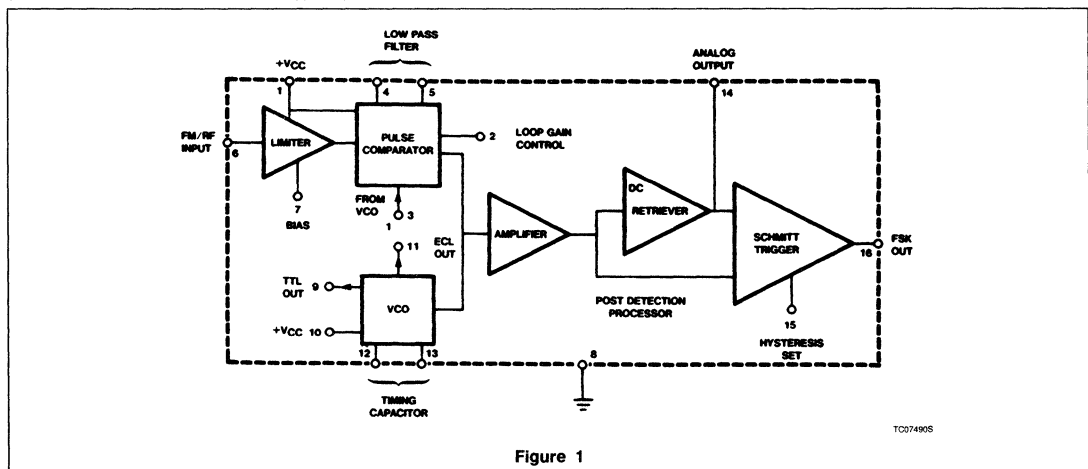 LOW PASS
FILTER
ANALOG
OUTPUT
+VCC
1
4
5
14
FM/RF
INPUT
6
LIMITER
PULSE
COMPARATOR
2
LOOP GAIN
CONTROL
7
BIAS
FROM
VCO
3
1
11
ECL
OUT
AMPLIFIER
DC
RETRIEVER
SCHMITT
TRIGGER
16
FSK
OUT
TTL
OUT
9
VCO
POST DETECTION
PROCESSOR
+VCC 10
12
13
15
HYSTERESIS
SET
8
TIMING
CAPACITOR
TC07490S
Figure 1